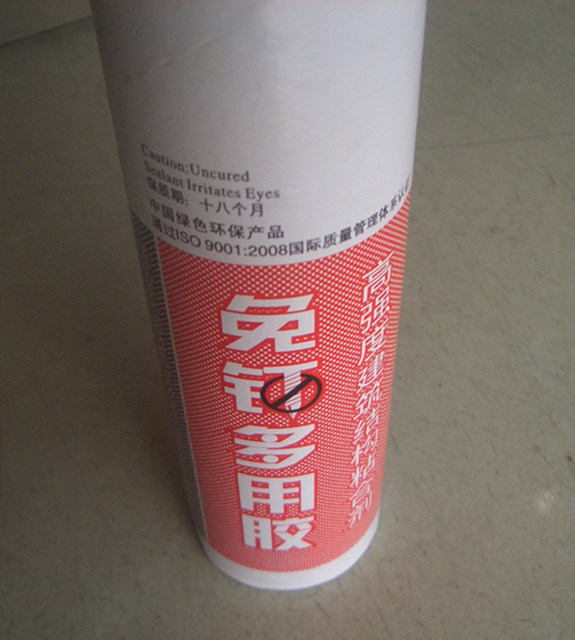 Caution:Uncured
Sealant Irritates Eyes
保质期: 十八个月
中国绿色环保产品
通过ISO 9001:2008国际质量管理体系认证
免钉多用胶
高强度建筑结构粘合剂